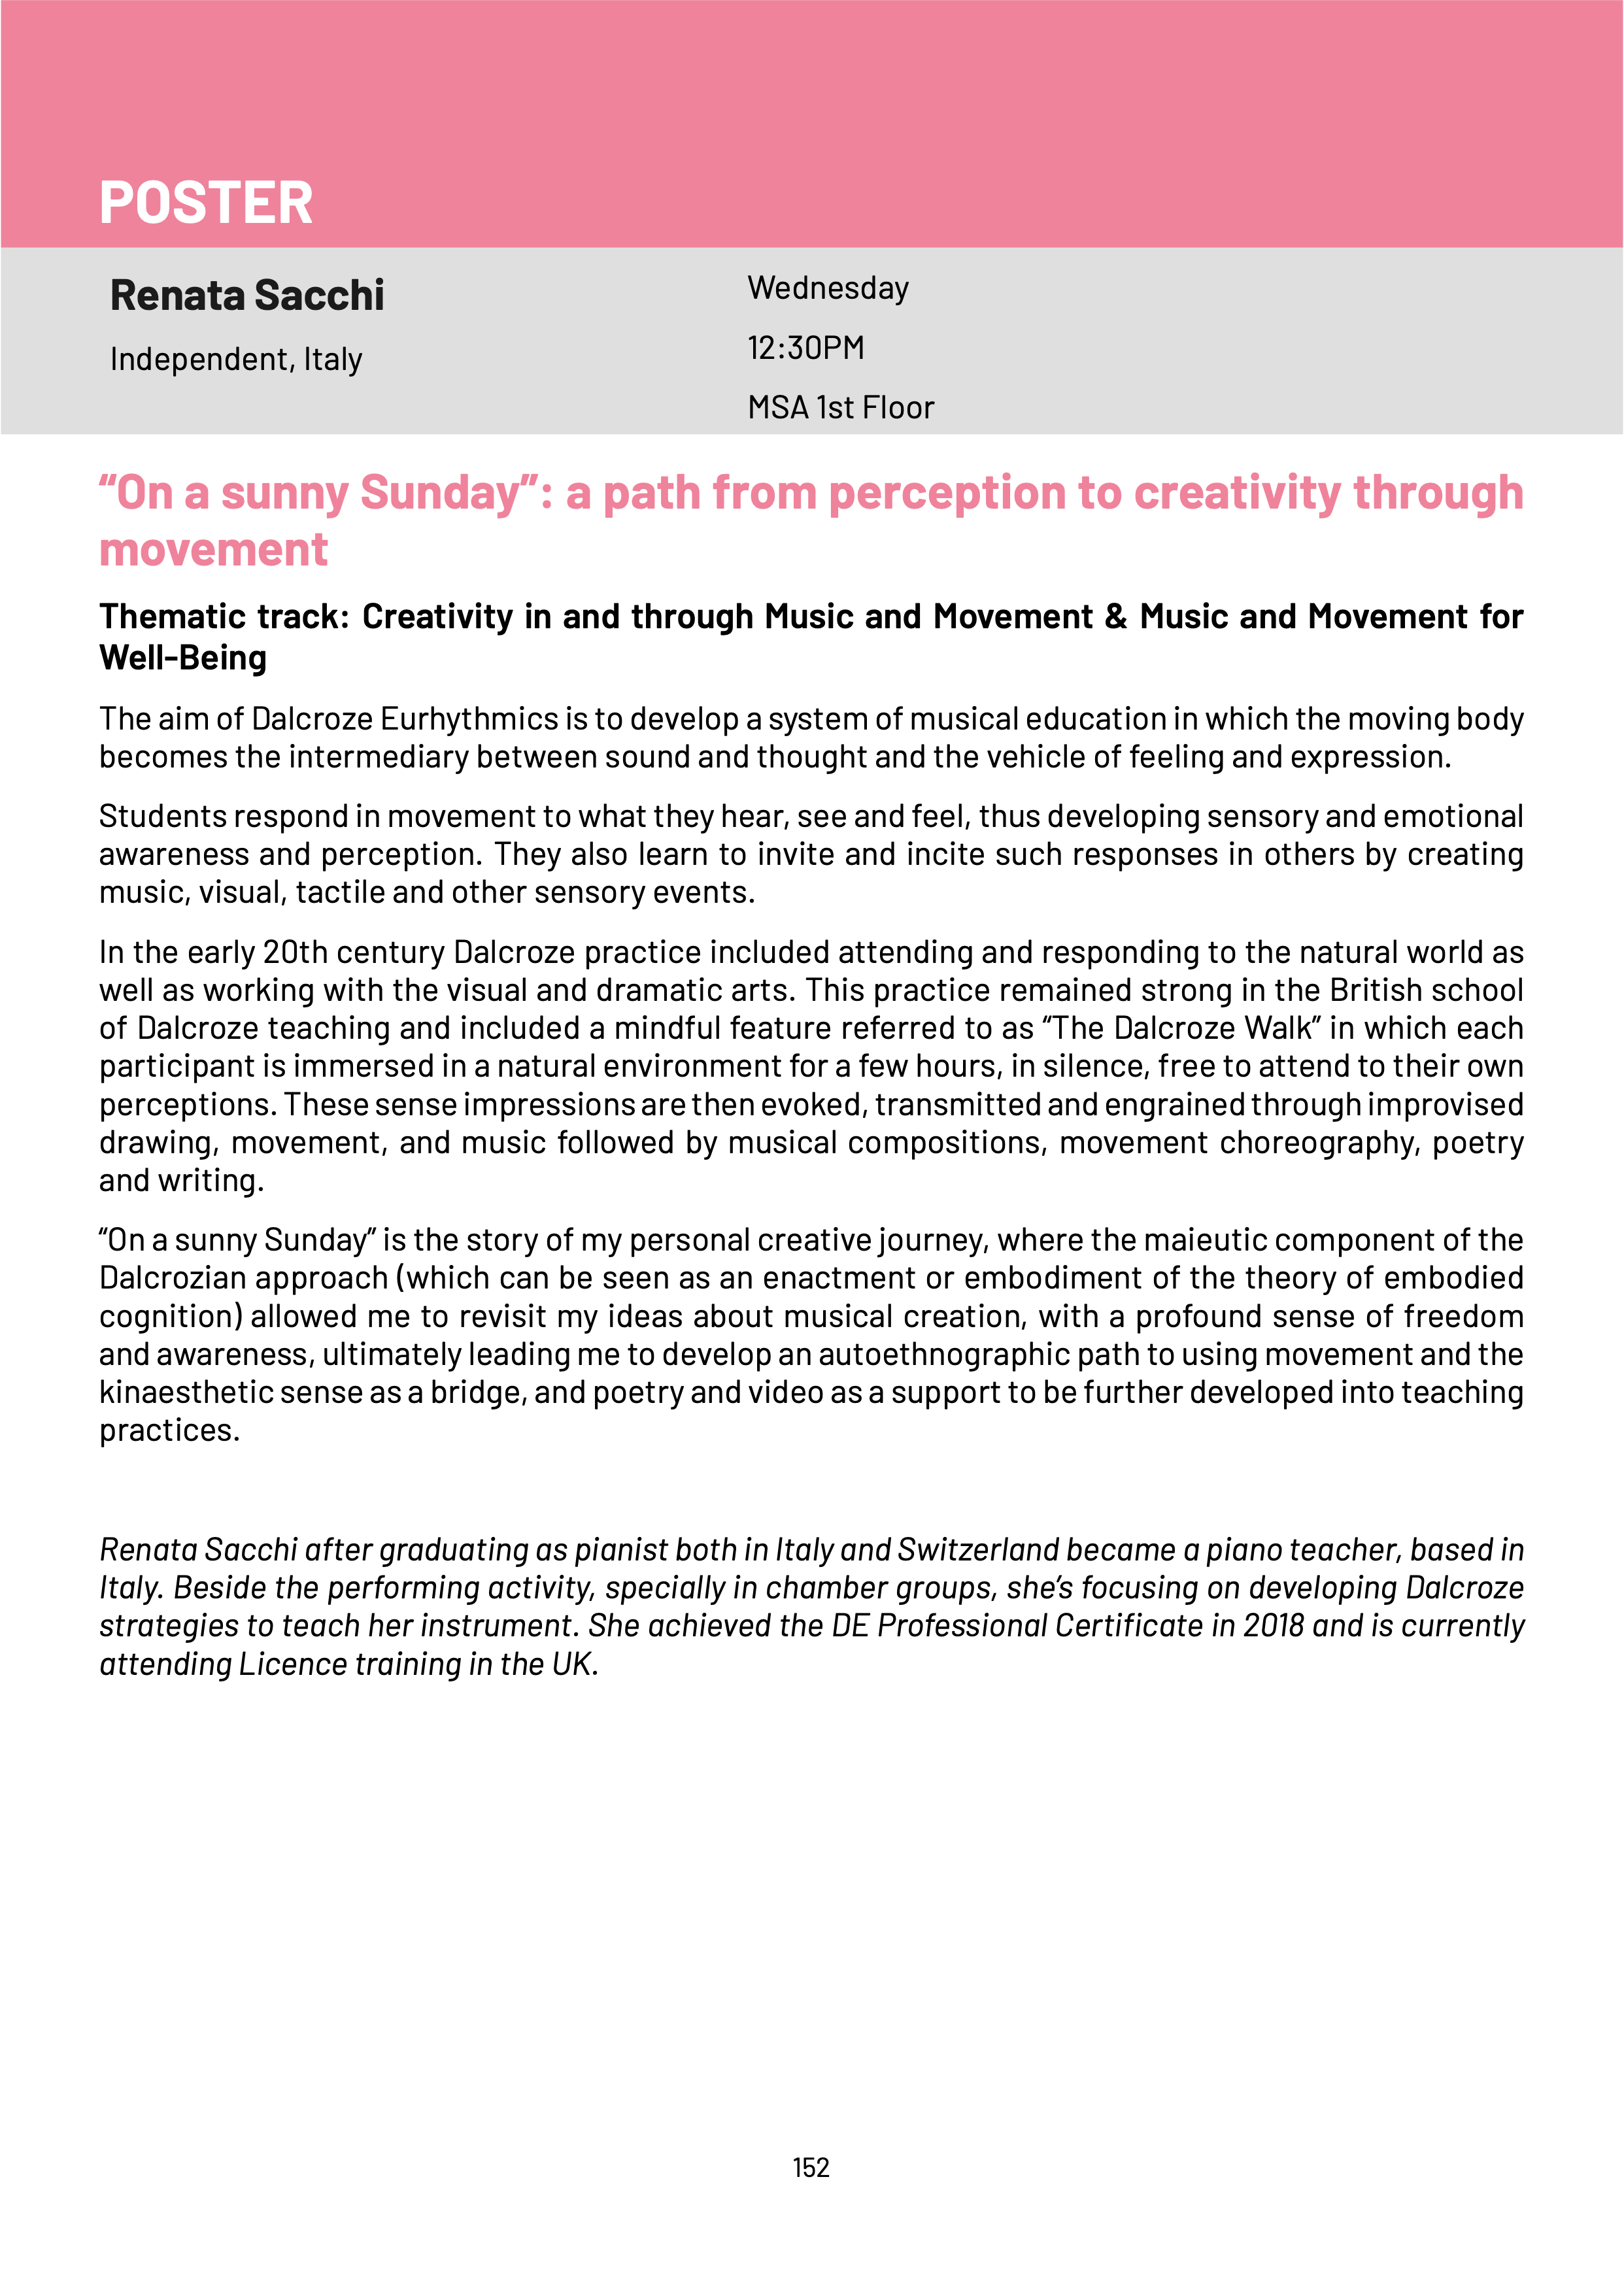 POSTER
Renata Sacchi
Independent, Italy
Wednesday
12:30PM
MSA 1st Floor
“On a sunny Sunday”: a path from perception to creativity through
movement
Thematic track: Creativity in and through Music and Movement & Music and Movement for
Well-Being
The aim of Dalcroze Eurhythmics is to develop a system of musical education in which the moving body
becomes the intermediary between sound and thought and the vehicle of feeling and expression.
Students respond in movement to what they hear, see and feel, thus developing sensory and emotional
awareness and perception. They also learn to invite and incite such responses in others by creating
music, visual, tactile and other sensory events.
In the early 20th century Dalcroze practice included attending and responding to the natural world as
well as working with the visual and dramatic arts. This practice remained strong in the British school
of Dalcroze teaching and included a mindful feature referred to as “The Dalcroze Walk” in which each
participant is immersed in a natural environment for a few hours, in silence, free to attend to their own
perceptions. These sense impressions are then evoked, transmitted and engrained through improvised
drawing, movement, and music followed by musical compositions, movement choreography, poetry
and writing.
“On a sunny Sunday” is the story of my personal creative journey, where the maieutic component of the
Dalcrozian approach (which can be seen as an enactment or embodiment of the theory of embodied
cognition) allowed me to revisit my ideas about musical creation, with a profound sense of freedom
and awareness, ultimately leading me to develop an autoethnographic path to using movement and the
kinaesthetic sense as a bridge, and poetry and video as a support to be further developed into teaching
practices.
Renata Sacchi after graduating as pianist both in Italy and Switzerland became a piano teacher, based in
Italy. Beside the performing activity, specially in chamber groups, she’s focusing on developing Dalcroze
strategies to teach her instrument. She achieved the DE Professional Certificate in 2018 and is currently
attending Licence training in the UK.
152